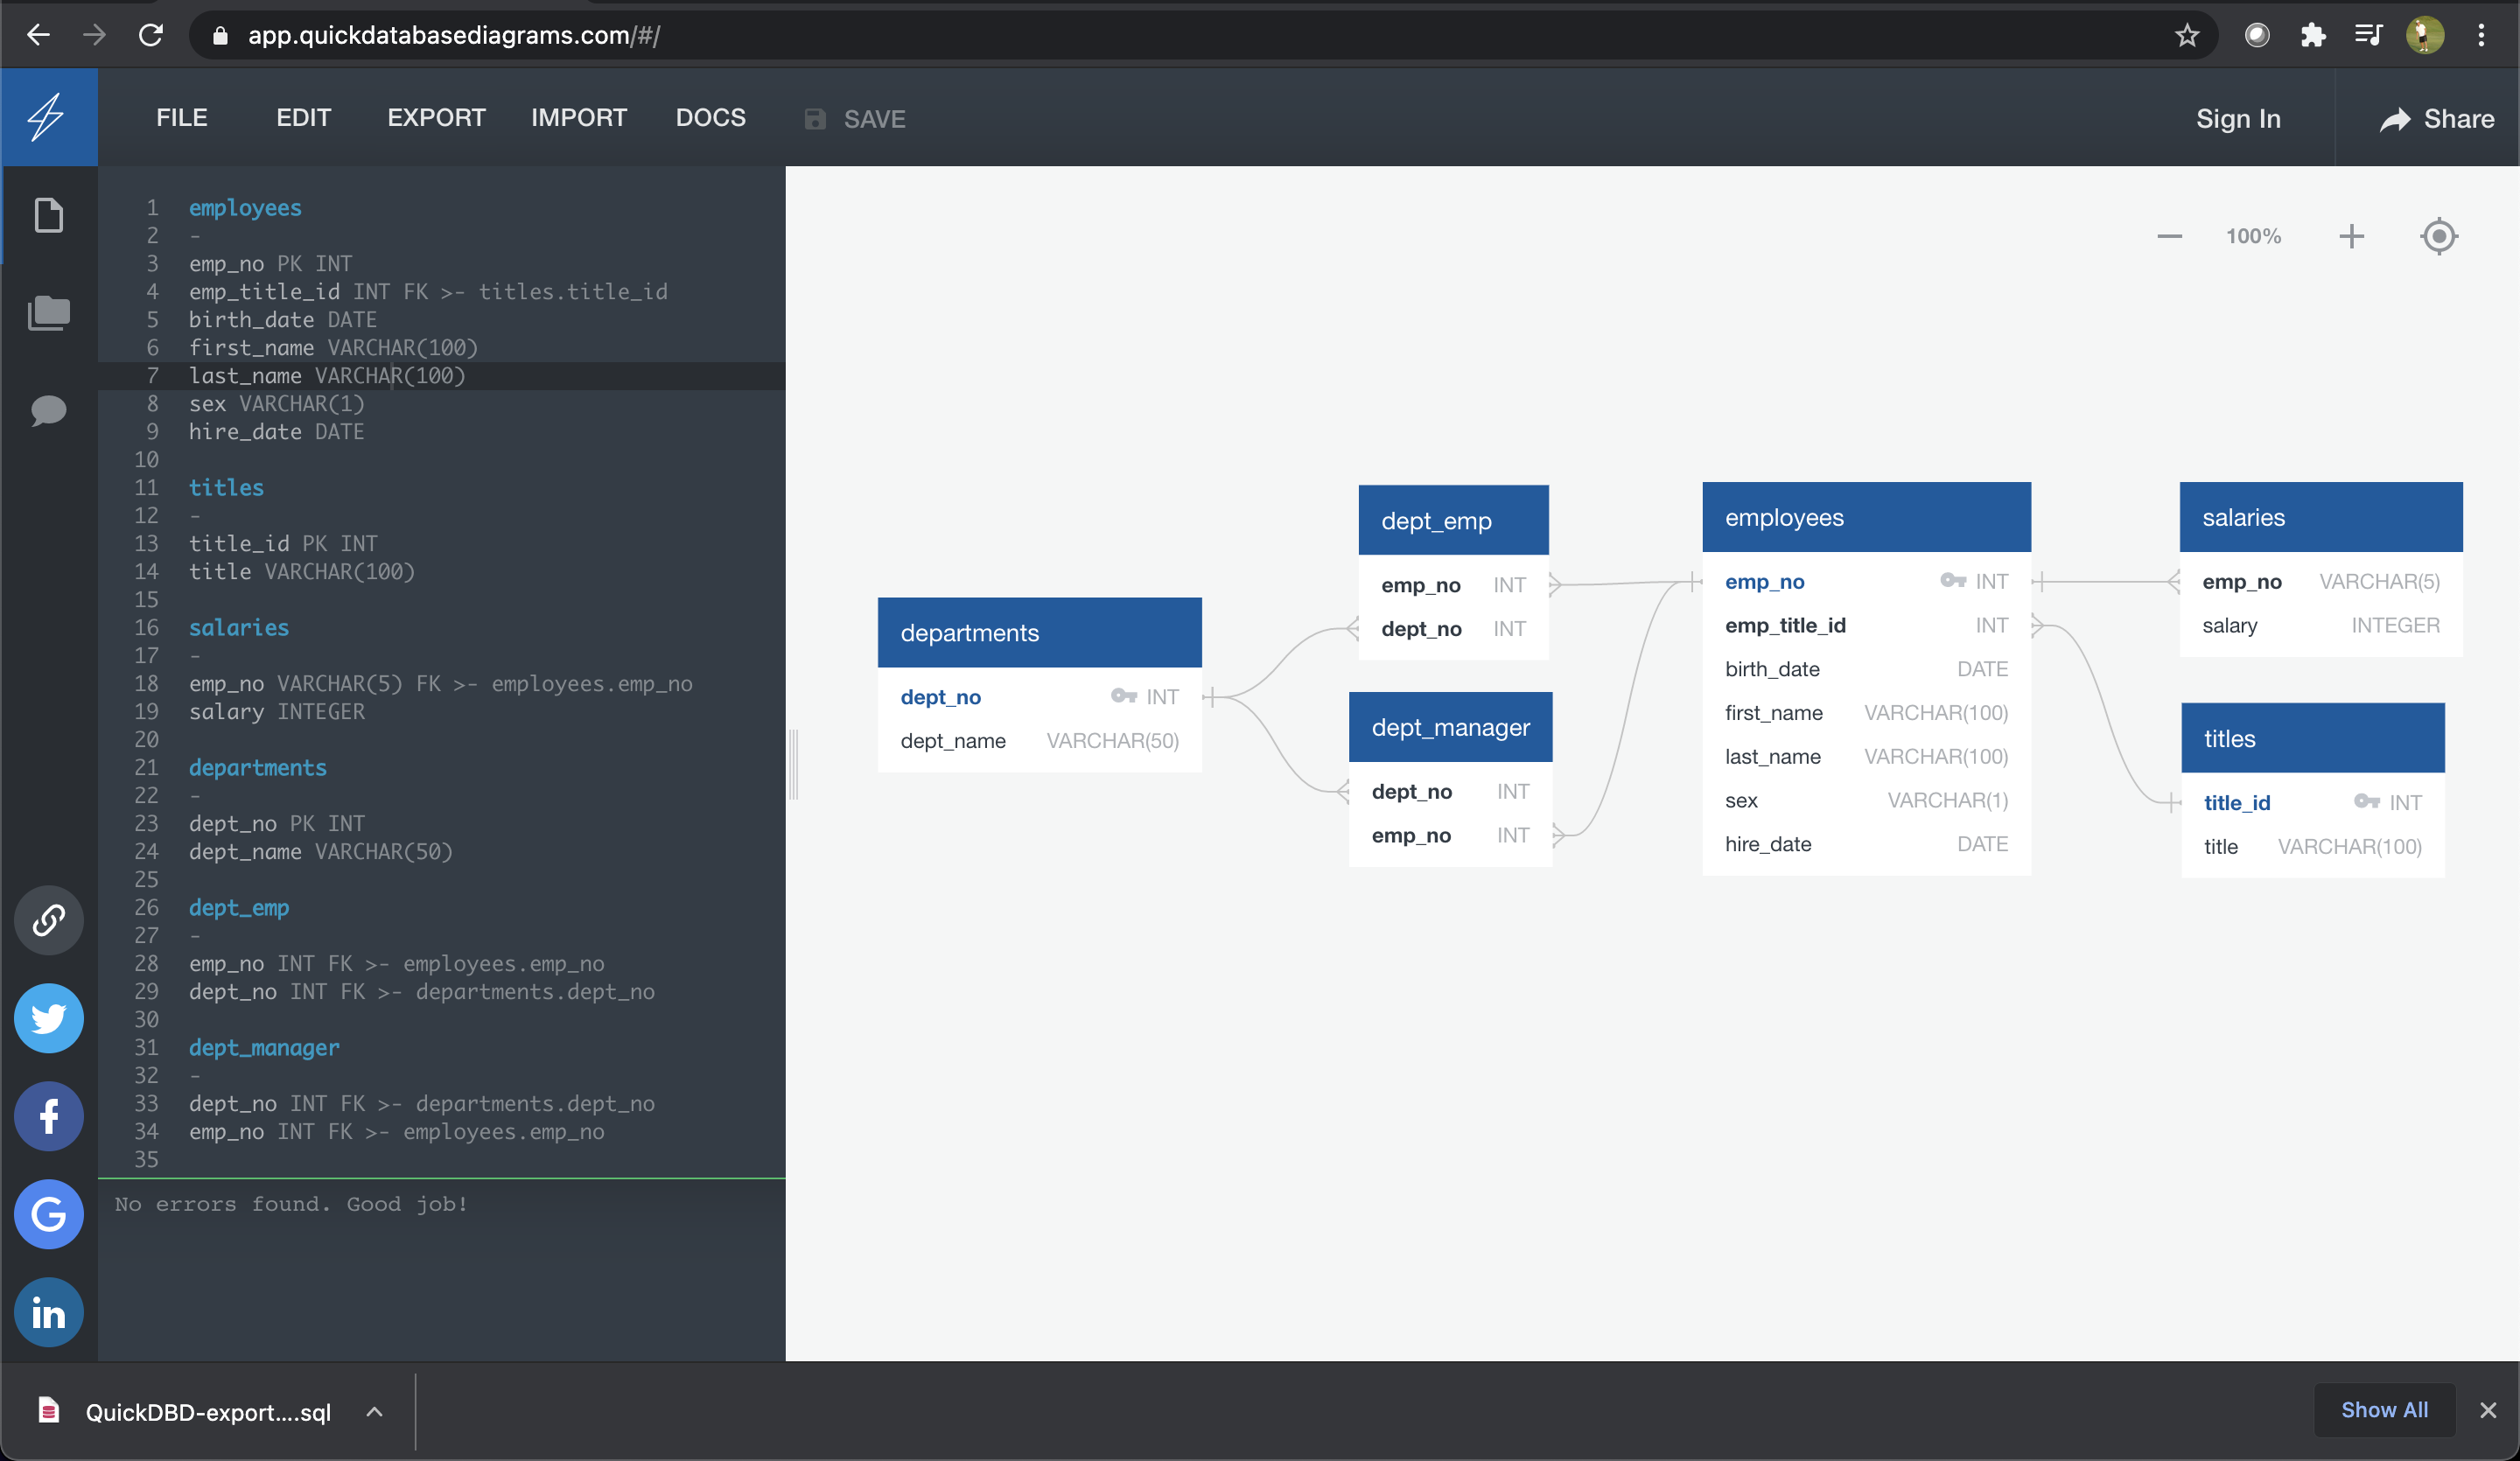 app.quickdatabasediagrams.com/#/
FILE EDIT EXPORT IMPORT DOCS SAVE Sign In Share
1 employees
2 -
3 emp_no PK INT
4 emp_title_id INT FK >- titles.title_id
5 birth_date DATE
6 first_name VARCHAR(100)
7 last_name VARCHAR(100)
8 sex VARCHAR(1)
9 hire_date DATE
10
11 titles
12 -
13 title_id PK INT
14 title VARCHAR(100)
15
16 salaries
17 -
18 emp_no VARCHAR(5) FK >- employees.emp_no
19 salary INTEGER
20
21 departments
22 -
23 dept_no PK INT
24 dept_name VARCHAR(50)
25
26 dept_emp
27 -
28 emp_no INT FK >- employees.emp_no
29 dept_no INT FK >- departments.dept_no
30
31 dept_manager
32 -
33 dept_no INT FK >- departments.dept_no
34 emp_no INT FK >- employees.emp_no
35
No errors found. Good job!
100%
departments
dept_no INT
dept_name VARCHAR(50)
dept_emp
emp_no INT
dept_no INT
dept_manager
dept_no INT
emp_no INT
employees
emp_no INT
emp_title_id INT
birth_date DATE
first_name VARCHAR(100)
last_name VARCHAR(100)
sex VARCHAR(1)
hire_date DATE
salaries
emp_no VARCHAR(5)
salary INTEGER
titles
title_id INT
title VARCHAR(100)
QuickDBD-export....sql
Show All